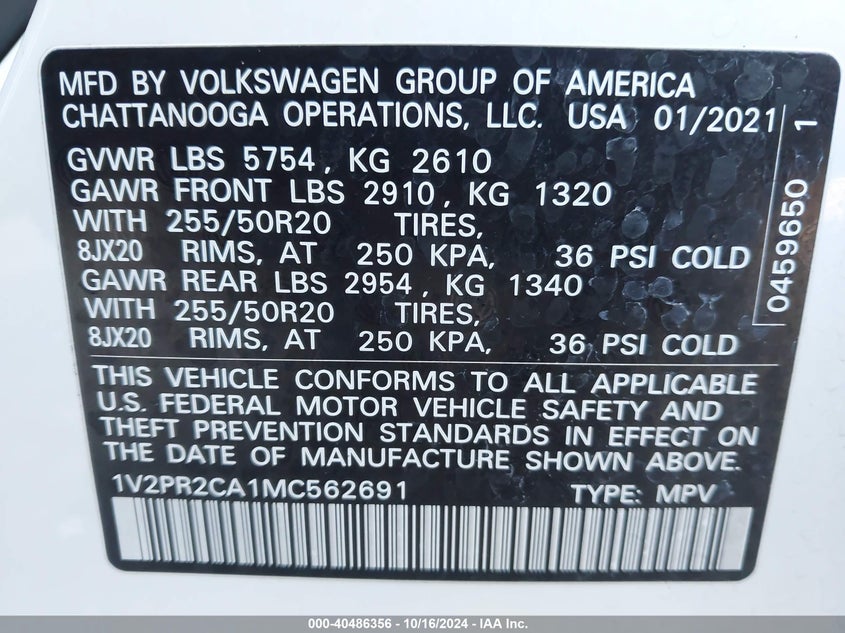 MFD BY VOLKSWAGEN GROUP OF AMERICA
CHATTANOOGA OPERATIONS, LLC. USA 01/2021
GVWR LBS 5754, KG 2610
GAWR FRONT LBS 2910, KG 1320
WITH 255/50R20 TIRES,
8JX20 RIMS, AT 250 KPA, 36 PSI COLD
GAWR REAR LBS 2954, KG 1340
WITH 255/50R20 TIRES,
8JX20 RIMS, AT 250 KPA, 36 PSI COLD
0459650 1
THIS VEHICLE CONFORMS TO ALL APPLICABLE
U.S. FEDERAL MOTOR VEHICLE SAFETY AND
THEFT PREVENTION STANDARDS IN EFFECT ON
THE DATE OF MANUFACTURE SHOWN ABOVE.
1V2PR2CA1MC562691 TYPE: MPV
000-40486356 - 10/16/2024 - IAA Inc.